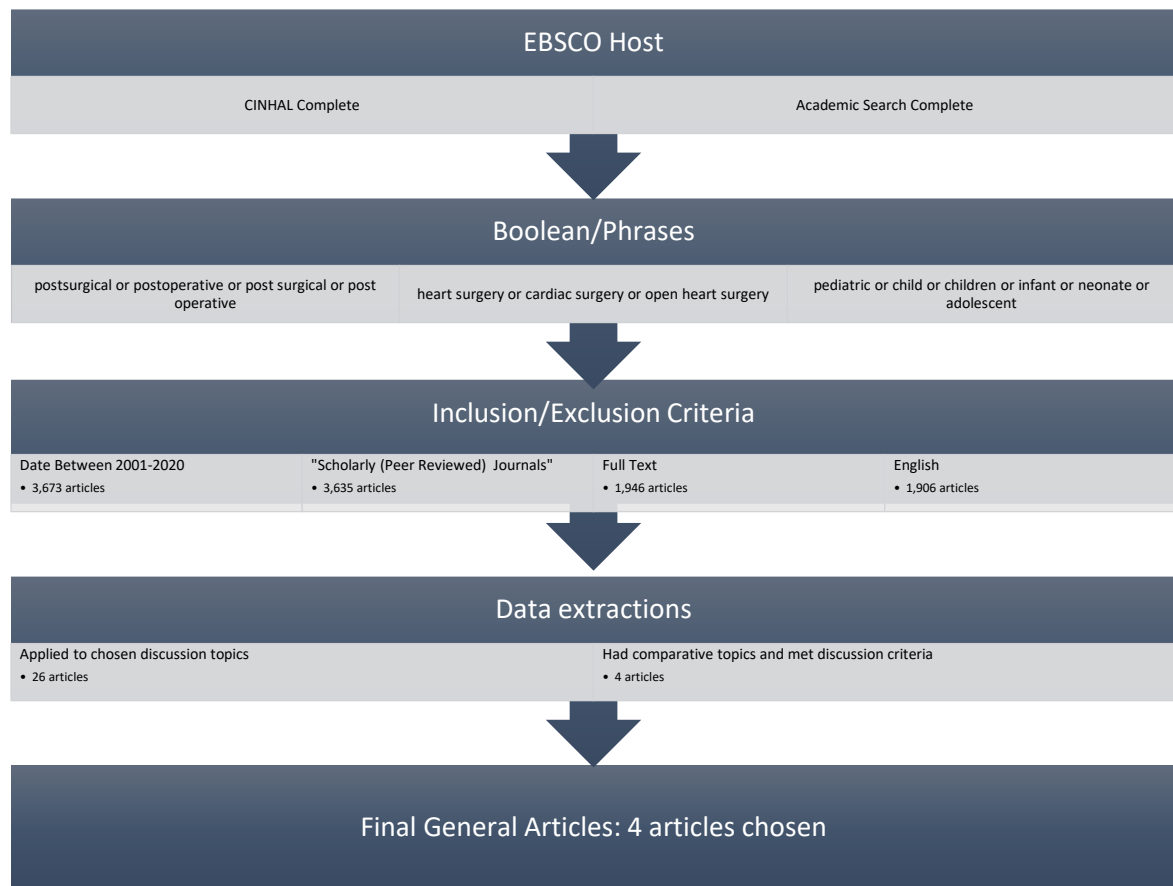 EBSCO Host
CINHAL Complete
Academic Search Complete
Boolean/Phrases
postsurgical or postoperative or post surgical or post
operative
heart surgery or cardiac surgery or open heart surgery
pediatric or child or children or infant or neonate or
adolescent
Inclusion/Exclusion Criteria
Date Between 2001-2020
• 3,673 articles
"Scholarly (Peer Reviewed) Journals"
• 3,635 articles
Full Text
• 1,946 articles
English
• 1,906 articles
Data extractions
Applied to chosen discussion topics
• 26 articles
Had comparative topics and met discussion criteria
• 4 articles
Final General Articles: 4 articles chosen